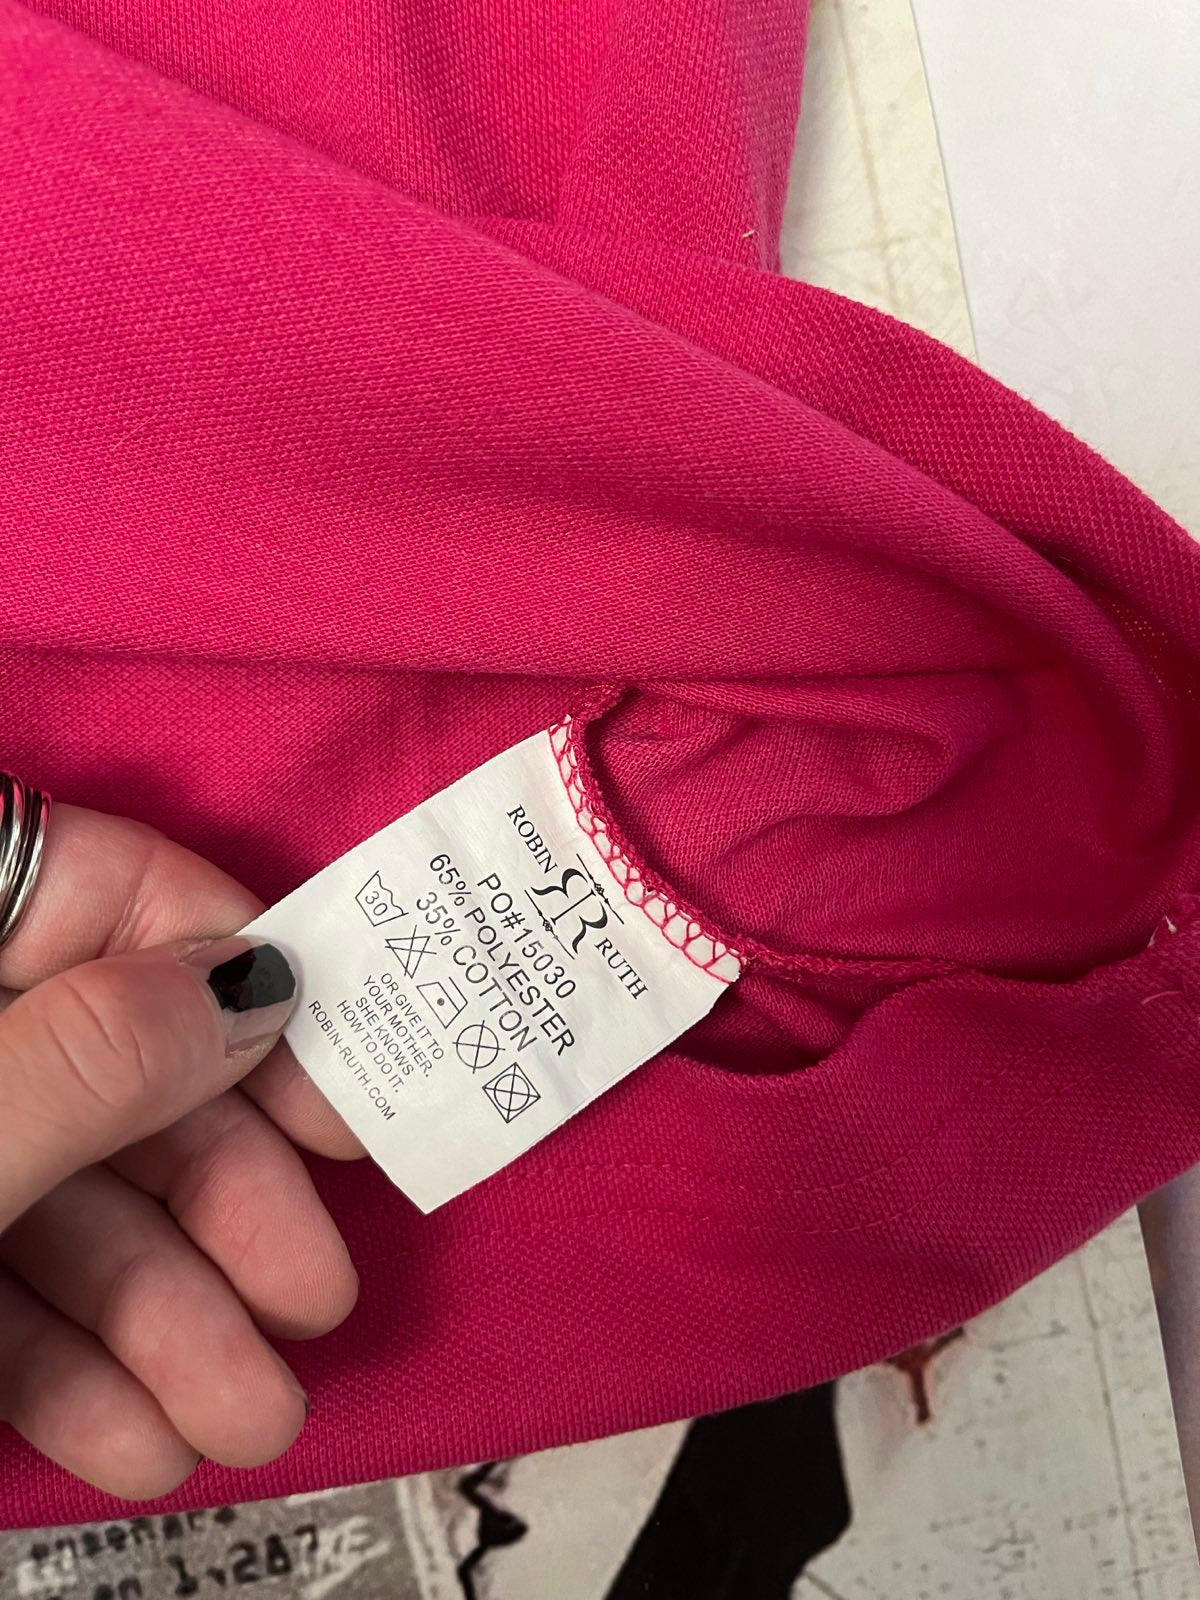 ROBIN RR RUTH
PO#15030
65% POLYESTER
35% COTTON
30
OR GIVE IT TO
YOUR MOTHER.
SHE KNOWS
HOW TO DO IT.
ROBIN-RUTH.COM